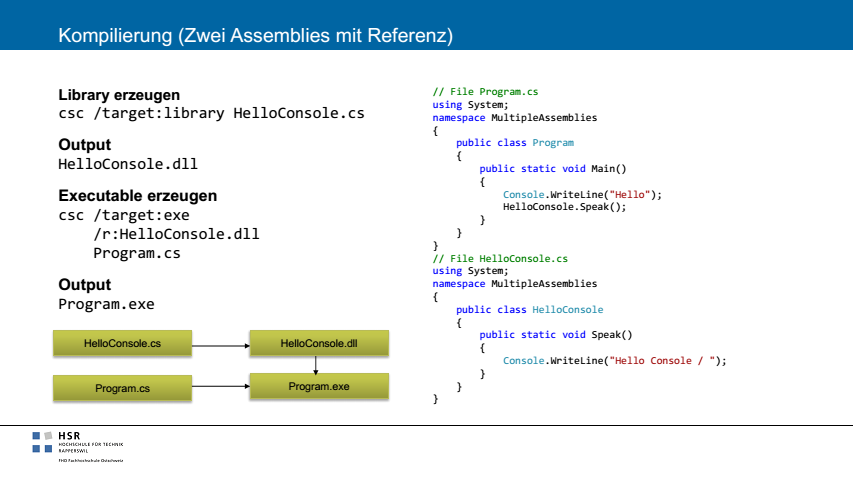 Kompilierung (Zwei Assemblies mit Referenz)
Library erzeugen
csc /target:library HelloConsole.cs
Output
HelloConsole.dll
Executable erzeugen
csc /target:exe
/r:HelloConsole.dll
Program.cs
Output
Program.exe
HelloConsole.cs
HelloConsole.dll
Program.cs
Program.exe
// File Program.cs
using System;
namespace MultipleAssemblies
{
    public class Program
    {
        public static void Main()
        {
            Console.WriteLine("Hello");
            HelloConsole.Speak();
        }
    }
}
// File HelloConsole.cs
using System;
namespace MultipleAssemblies
{
    public class HelloConsole
    {
        public static void Speak()
        {
            Console.WriteLine("Hello Console / ");
        }
    }
}
HSR
HOCHSCHULE FÜR TECHNIK
RAPPERSWIL
FHO Fachhochschule Ostschweiz